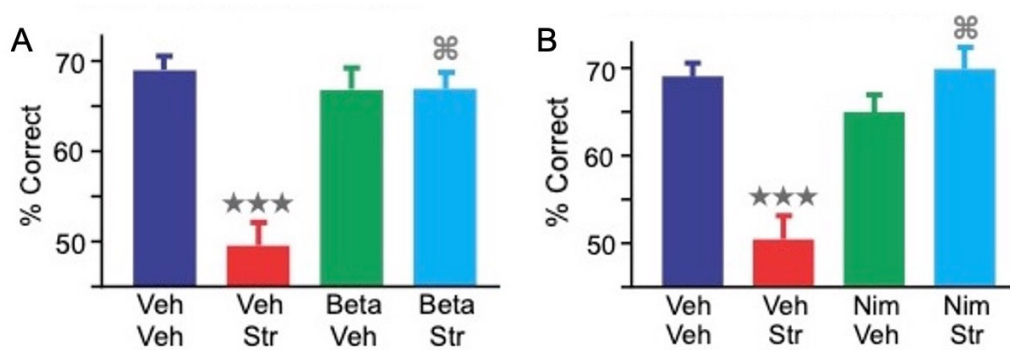 A
% Correct
70
60
50
★★★
⌘
Veh Veh Beta Beta
Veh Str Veh Str
B
% Correct
70
60
50
★★★
⌘
Veh Veh Nim Nim
Veh Str Veh Str